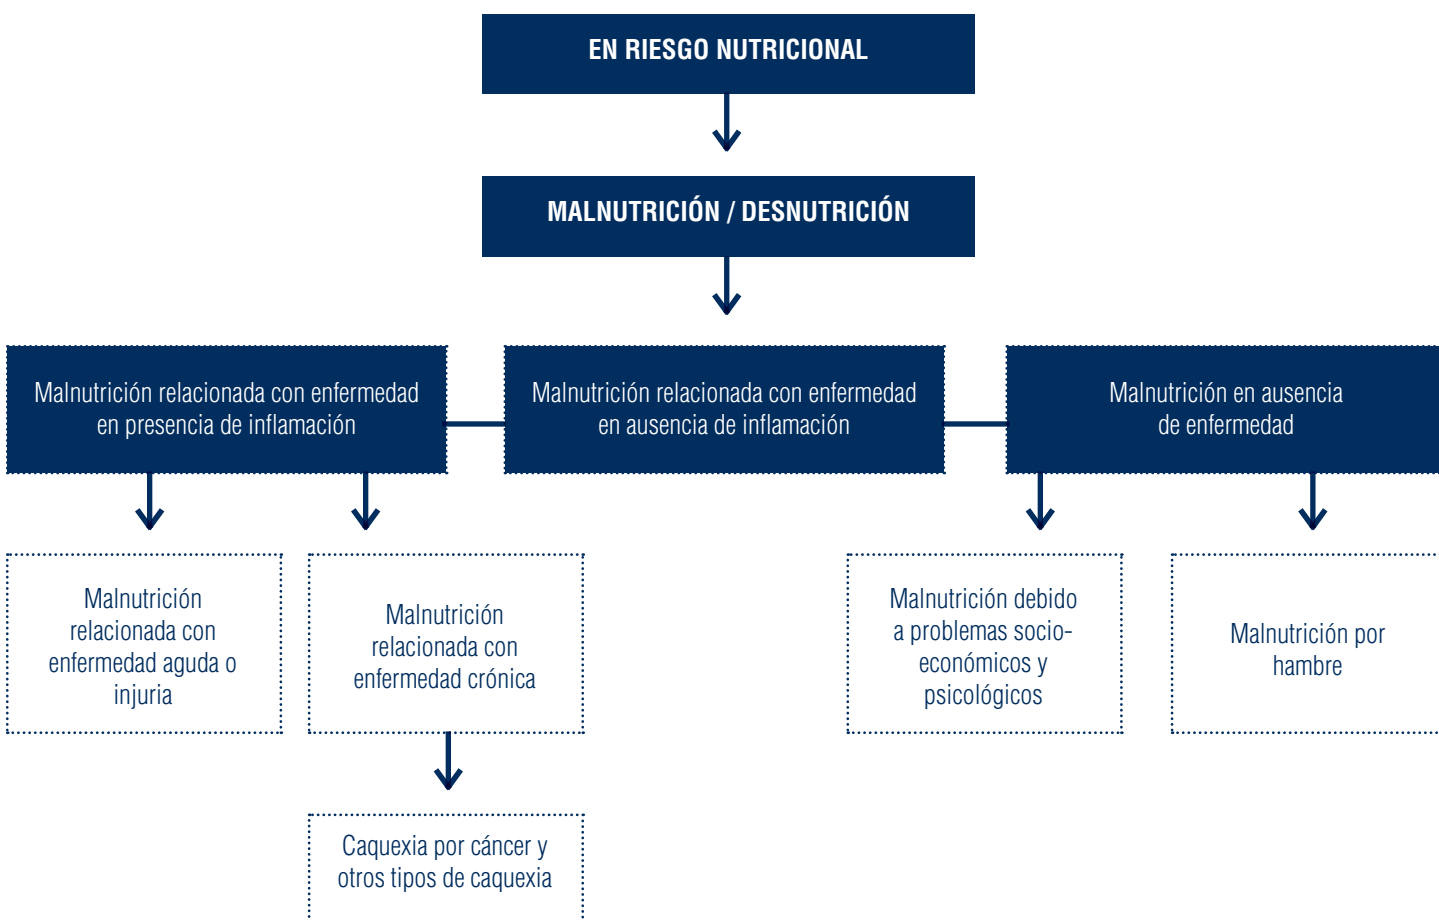 EN RIESGO NUTRICIONAL
MALNUTRICIÓN / DESNUTRICIÓN
Malnutrición relacionada con enfermedad
en presencia de inflamación
Malnutrición relacionada con enfermedad
en ausencia de inflamación
Malnutrición en ausencia
de enfermedad
Malnutrición
relacionada con
enfermedad aguda o
injuria
Malnutrición
relacionada con
enfermedad crónica
Malnutrición debido
a problemas socio-
económicos y
psicológicos
Malnutrición por
hambre
Caquexia por cáncer y
otros tipos de caquexia